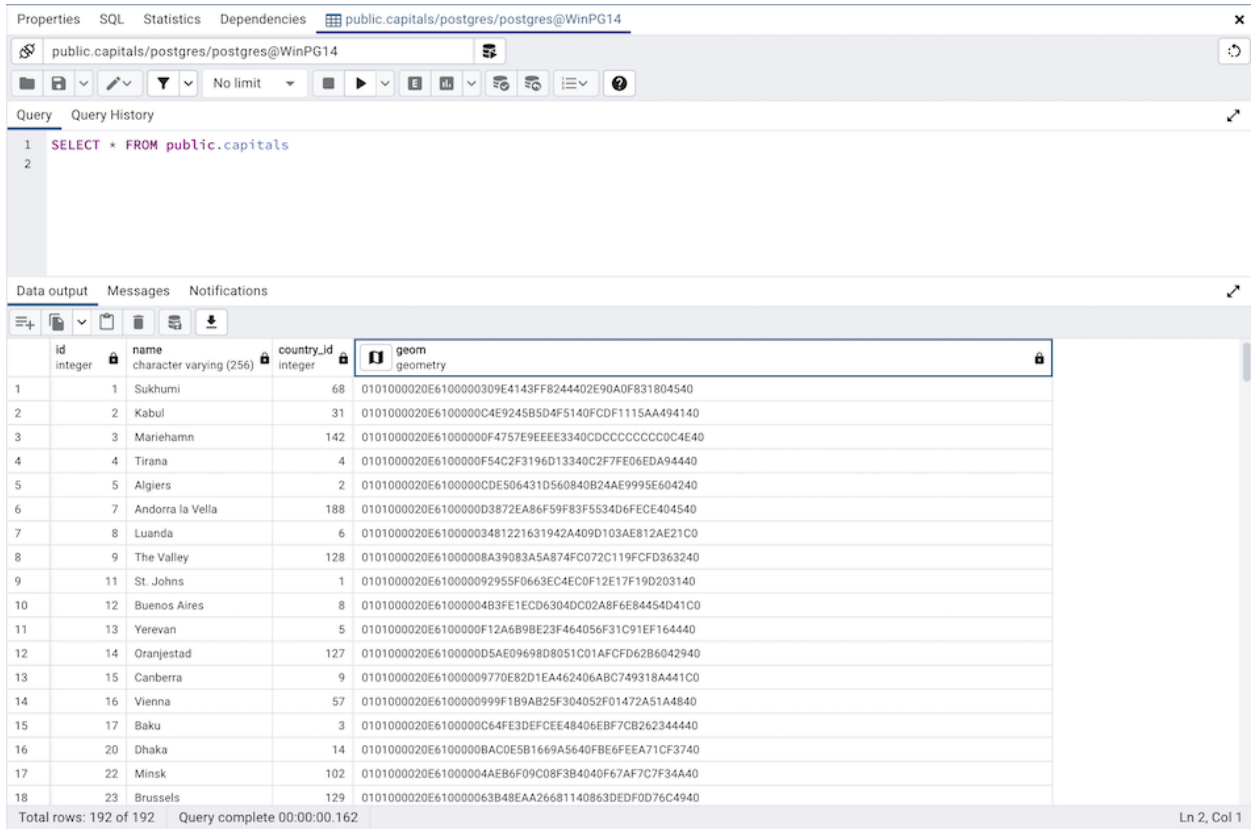 Properties SQL Statistics Dependencies public.capitals/postgres/postgres@WinPG14
public.capitals/postgres/postgres@WinPG14
No limit
Query Query History
1 SELECT * FROM public.capitals
2
Data output Messages Notifications
id name country_id geom
integer character varying (256) integer geometry
1 1 Sukhumi 68 0101000020E6100000309E4143FF8244402E90A0F831804540
2 2 Kabul 31 0101000020E6100000C4E9245B5D4F5140FCDF1115AA494140
3 3 Mariehamn 142 0101000020E61000000F4757E9EEEE3340CDCCCCCCCC0C4E40
4 4 Tirana 4 0101000020E6100000F54C2F3196D13340C2F7FE06EDA94440
5 5 Algiers 2 0101000020E6100000CDE506431D560840B24AE9995E604240
6 7 Andorra la Vella 188 0101000020E6100000D3872EA86F59F83F5534D6FECE404540
7 8 Luanda 6 0101000020E61000003481221631942A409D103AE812AE21C0
8 9 The Valley 128 0101000020E61000008A39083A5A874FC072C119FCFD363240
9 11 St. Johns 1 0101000020E610000092955F0663EC4EC0F12E17F19D203140
10 12 Buenos Aires 8 0101000020E61000004B3FE1ECD6304DC02A8F6E84454D41C0
11 13 Yerevan 5 0101000020E6100000F12A6B9BE23F464056F31C91EF164440
12 14 Oranjestad 127 0101000020E6100000D5AE09698D8051C01AFCFD62B6042940
13 15 Canberra 9 0101000020E61000009770E82D1EA462406ABC749318A441C0
14 16 Vienna 57 0101000020E6100000999F1B9AB25F304052F01472A51A4840
15 17 Baku 3 0101000020E6100000C64FE3DEFCEE48406EBF7CB262344440
16 20 Dhaka 14 0101000020E6100000BAC0E5B1669A5640FBE6FEEA71CF3740
17 22 Minsk 102 0101000020E61000004AEB6F09C08F3B4040F67AF7C7F34A40
18 23 Brussels 129 0101000020E610000063B48EAA26681140863DEDF0D76C4940
Total rows: 192 of 192 Query complete 00:00:00.162 Ln 2, Col 1